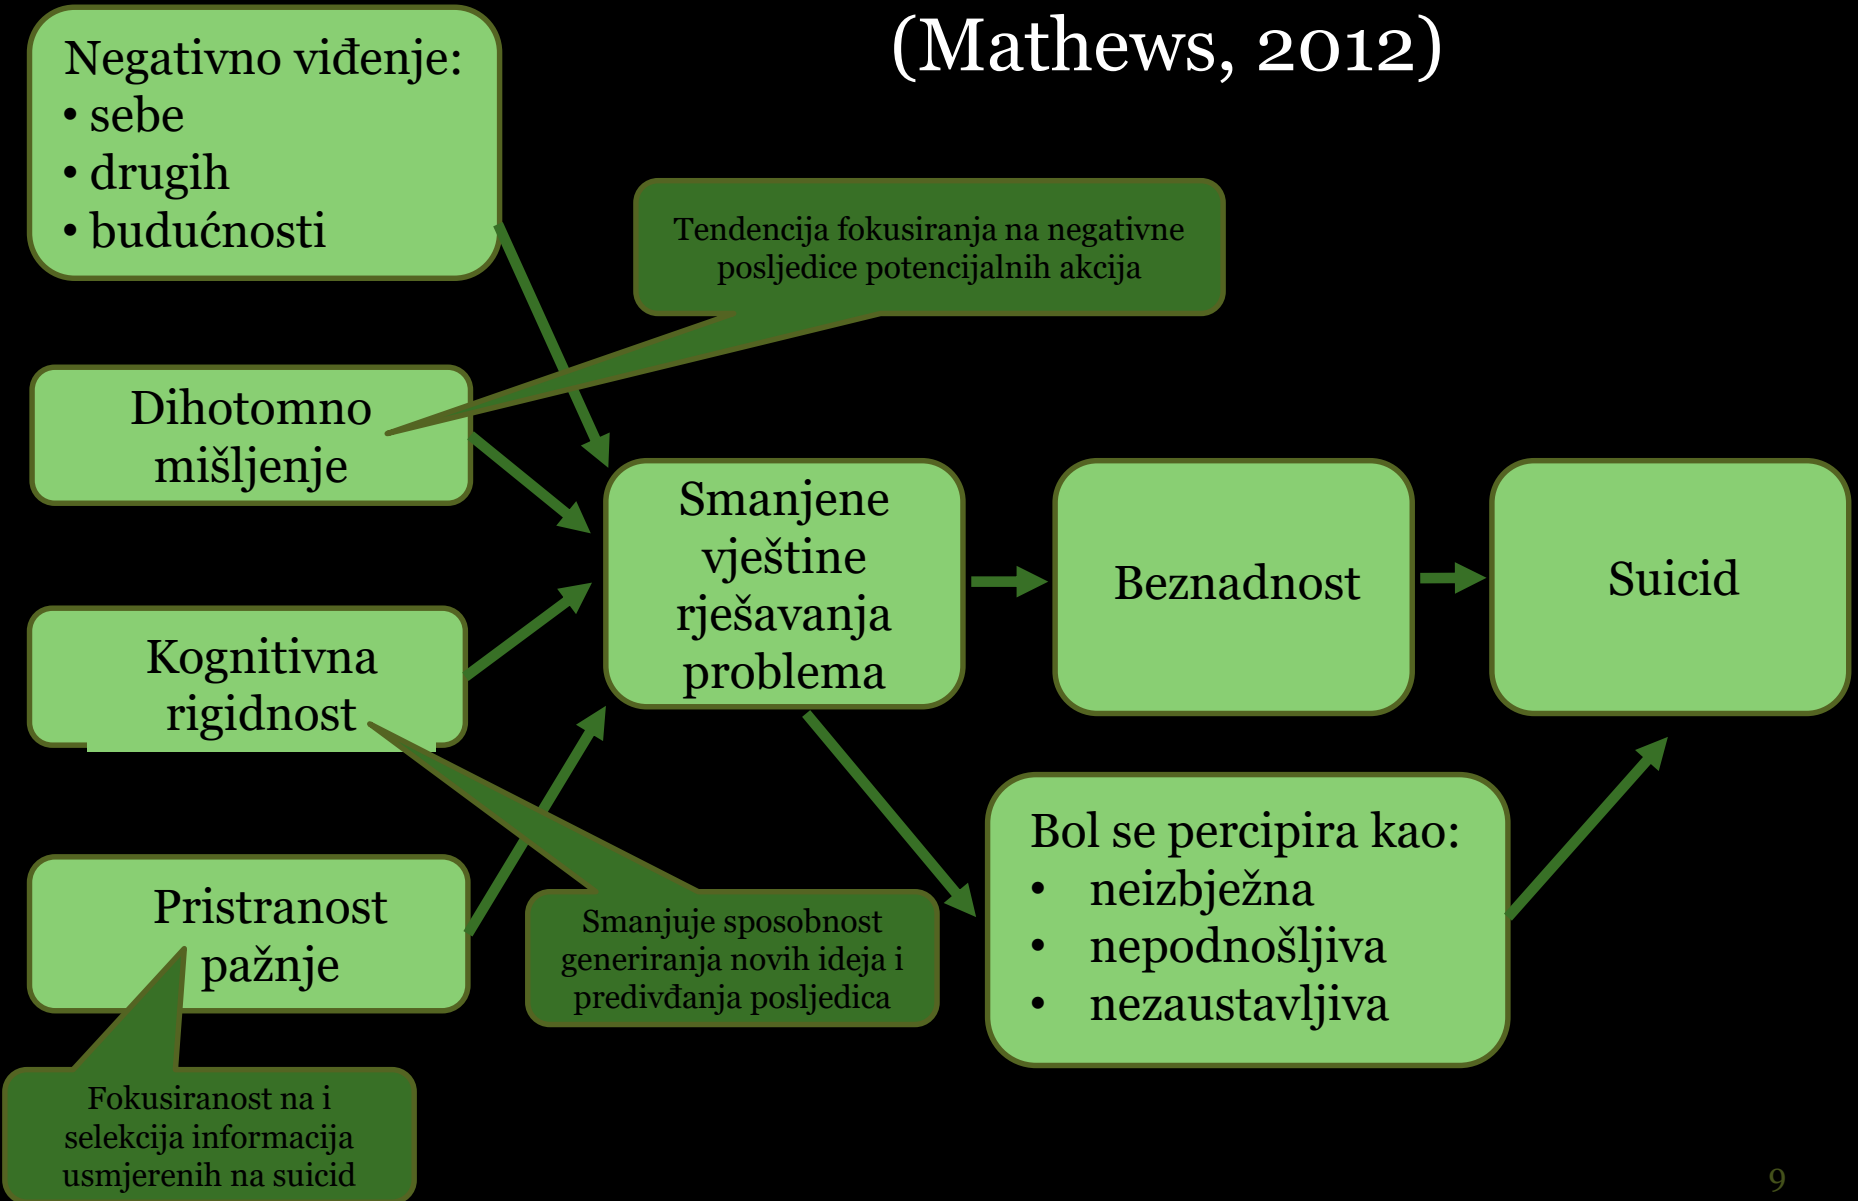 (Mathews, 2012)
Negativno viđenje:
• sebe
• drugih
• budućnosti
Tendencija fokusiranja na negativne
posljedice potencijalnih akcija
Dihotomno
mišljenje
Smanjene
vještine
rješavanja
problema
Beznadnost
Suicid
Kognitivna
rigidnost
Bol se percipira kao:
• neizbježna
• nepodnošljiva
• nezaustavljiva
Pristranost
pažnje
Smanjuje sposobnost
generiranja novih ideja i
predivđanja posljedica
Fokusiranost na i
selekcija informacija
usmjerenih na suicid
9